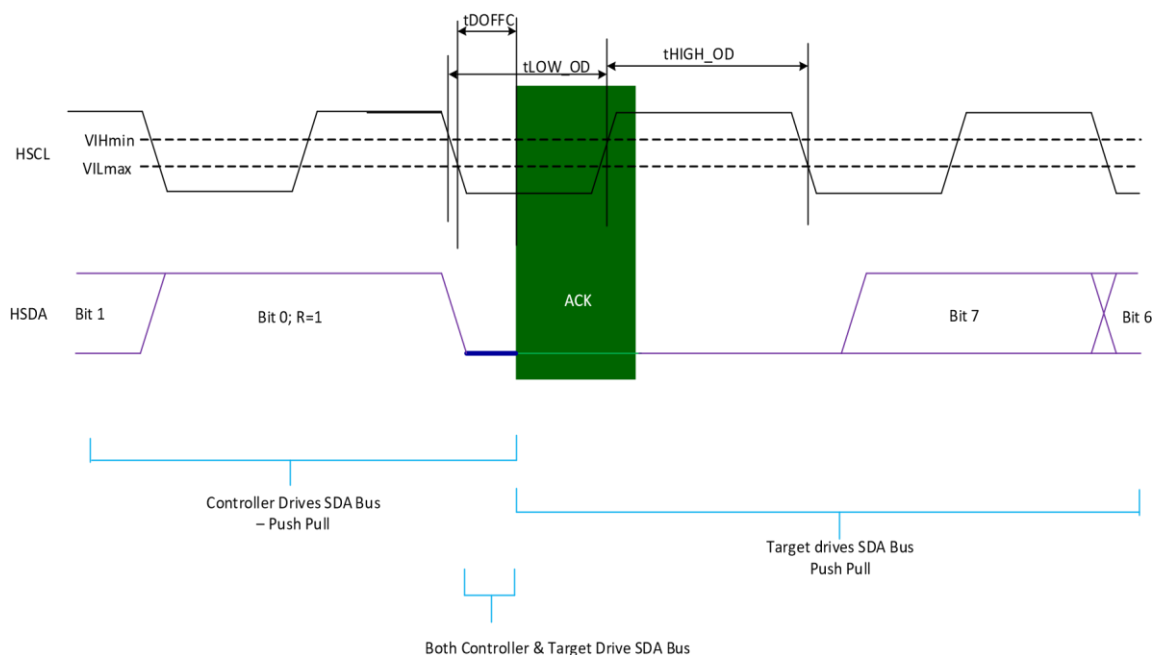 tDOFFC
tLOW_OD
tHIGH_OD
VIHmin
HSCL
VILmax
HSDA
Bit 1
Bit 0; R=1
ACK
Bit 7
Bit 6
Controller Drives SDA Bus
– Push Pull
Target drives SDA Bus
Push Pull
Both Controller & Target Drive SDA Bus